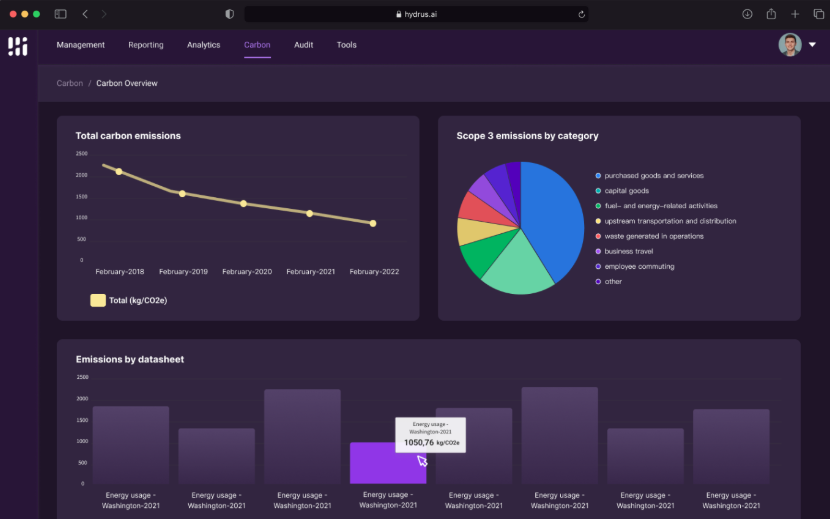 hydrus.ai
Management Reporting Analytics Carbon Audit Tools
Carbon / Carbon Overview
Total carbon emissions
2500
2000
1500
1000
500
0
February-2018 February-2019 February-2020 February-2021 February-2022
Total (kg/CO2e)
Scope 3 emissions by category
purchased goods and services
capital goods
fuel- and energy-related activities
upstream transportation and distribution
waste generated in operations
business travel
employee commuting
other
Emissions by datasheet
2500
2000
1500
1000
500
0
Energy usage -
Washington-2021
1050,76 kg/CO2e
Energy usage - Energy usage - Energy usage - Energy usage - Energy usage - Energy usage - Energy usage - Energy usage -
Washington-2021 Washington-2021 Washington-2021 Washington-2021 Washington-2021 Washington-2021 Washington-2021 Washington-2021